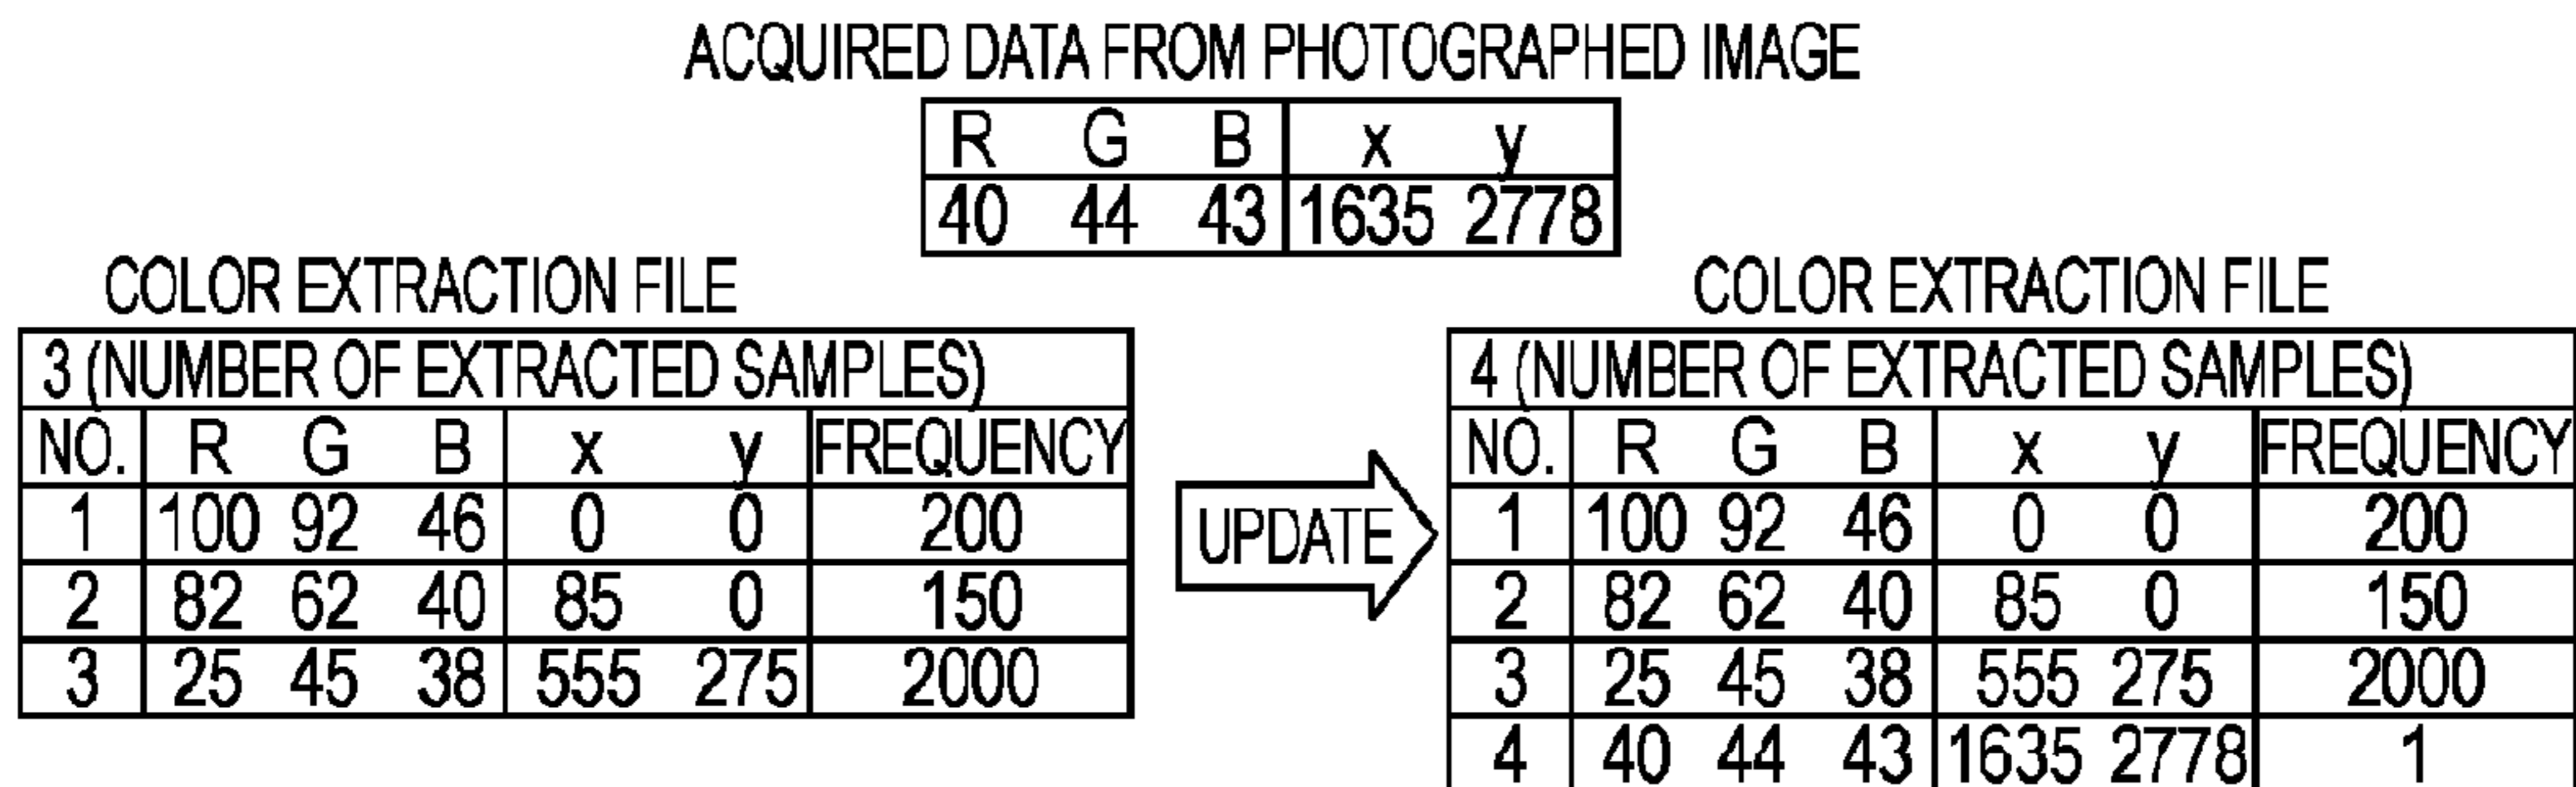 ACQUIRED DATA FROM PHOTOGRAPHED IMAGE
R G B x y
40 44 43 1635 2778
COLOR EXTRACTION FILE
3 (NUMBER OF EXTRACTED SAMPLES)
NO. R G B x y FREQUENCY
1 100 92 46 0 0 200
2 82 62 40 85 0 150
3 25 45 38 555 275 2000
UPDATE
COLOR EXTRACTION FILE
4 (NUMBER OF EXTRACTED SAMPLES)
NO. R G B x y FREQUENCY
1 100 92 46 0 0 200
2 82 62 40 85 0 150
3 25 45 38 555 275 2000
4 40 44 43 1635 2778 1